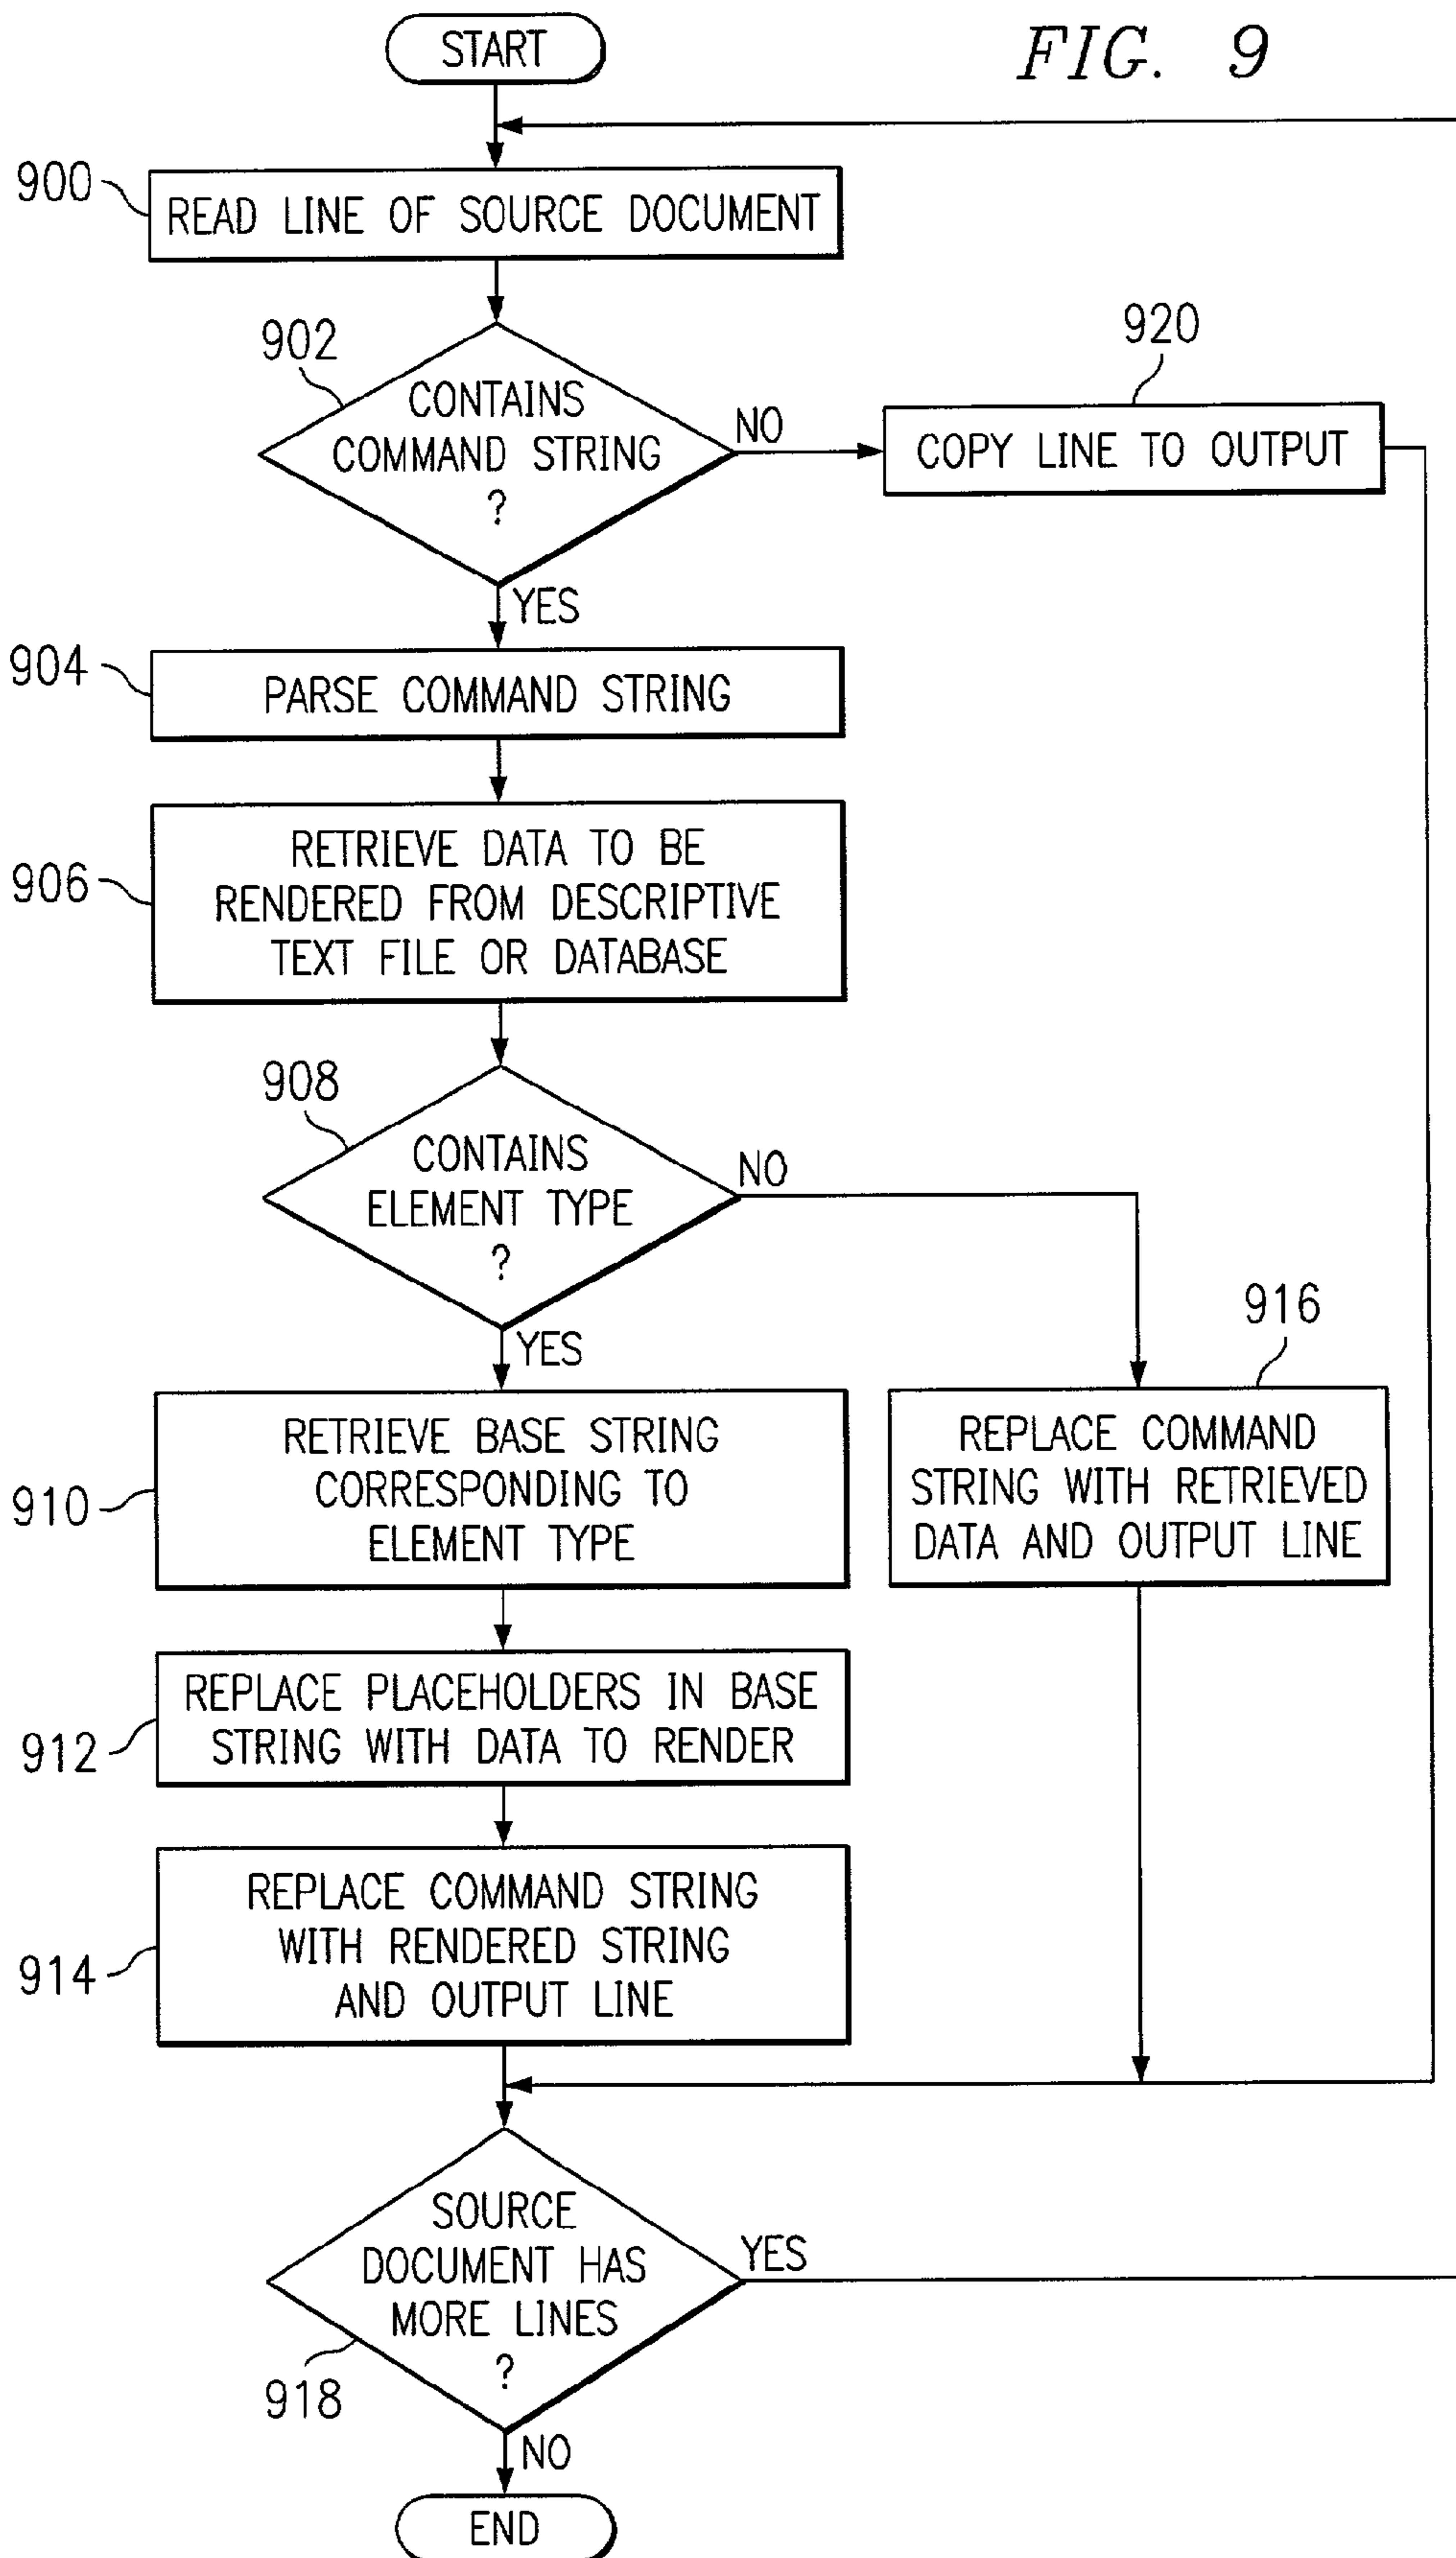 START
FIG. 9
900
READ LINE OF SOURCE DOCUMENT
902
CONTAINS
COMMAND STRING
?
NO
920
COPY LINE TO OUTPUT
YES
904
PARSE COMMAND STRING
906
RETRIEVE DATA TO BE
RENDERED FROM DESCRIPTIVE
TEXT FILE OR DATABASE
908
CONTAINS
ELEMENT TYPE
?
NO
YES
916
REPLACE COMMAND
STRING WITH RETRIEVED
DATA AND OUTPUT LINE
910
RETRIEVE BASE STRING
CORRESPONDING TO
ELEMENT TYPE
912
REPLACE PLACEHOLDERS IN BASE
STRING WITH DATA TO RENDER
914
REPLACE COMMAND STRING
WITH RENDERED STRING
AND OUTPUT LINE
SOURCE
DOCUMENT HAS
MORE LINES
?
YES
918
NO
END